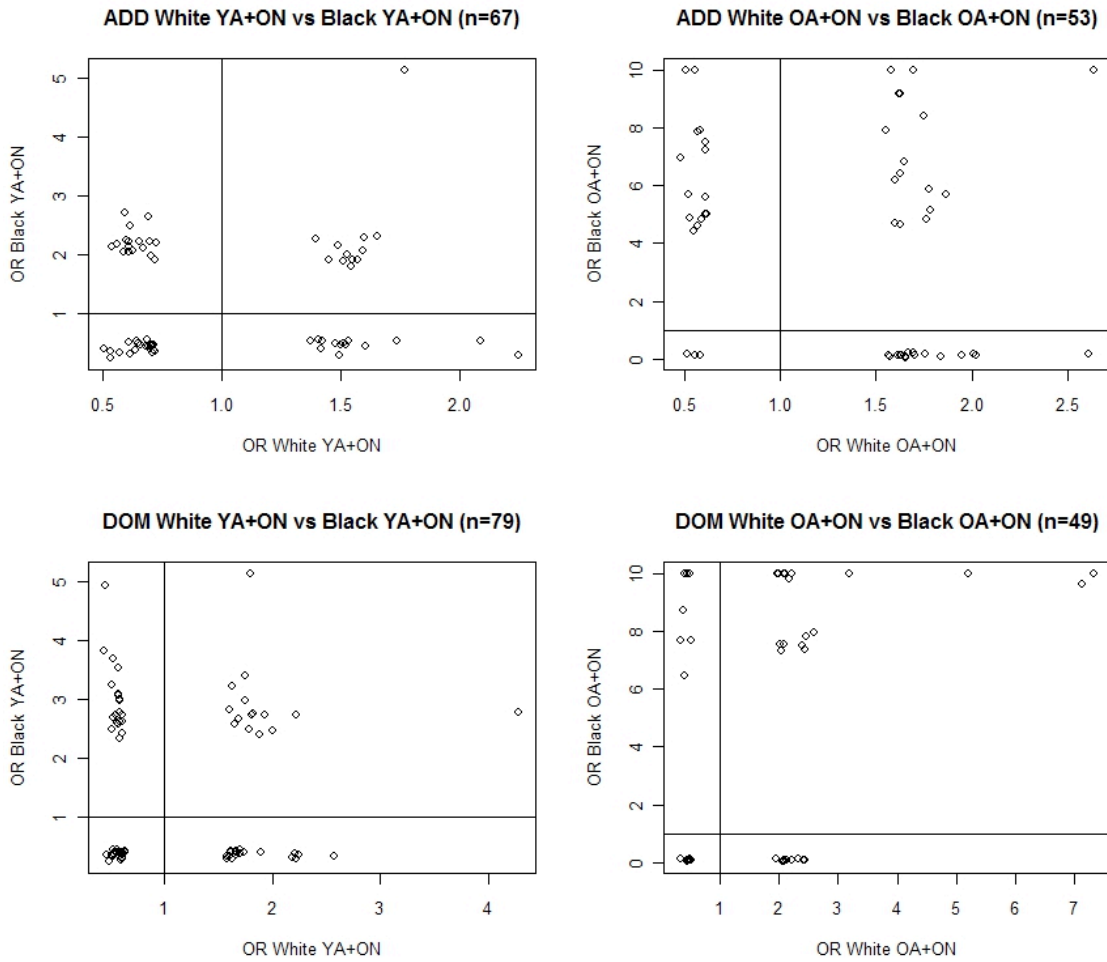 ADD White YA+ON vs Black YA+ON (n=67)
OR Black YA+ON
5
4
3
2
1
0.5 1.0 1.5 2.0
OR White YA+ON
ADD White OA+ON vs Black OA+ON (n=53)
OR Black OA+ON
10
8
6
4
2
0
0.5 1.0 1.5 2.0 2.5
OR White OA+ON
DOM White YA+ON vs Black YA+ON (n=79)
OR Black YA+ON
5
4
3
2
1
1 2 3 4
OR White YA+ON
DOM White OA+ON vs Black OA+ON (n=49)
OR Black OA+ON
10
8
6
4
2
0
1 2 3 4 5 6 7
OR White OA+ON